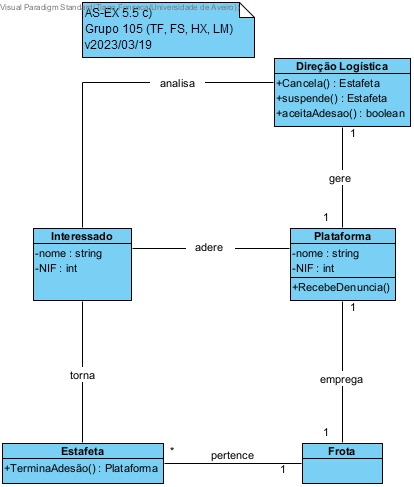 Visual Paradigm Standard(Universidade de Aveiro)
AS-EX 5.5 c)
Grupo 105 (TF, FS, HX, LM)
v2023/03/19
Direção Logística
+Cancela() : Estafeta
+suspende() : Estafeta
+aceitaAdesao() : boolean
analisa
1
gere
1
Interessado
-nome : string
-NIF : int
adere
Plataforma
-nome : string
-NIF : int
+RecebeDenuncia()
1
torna
emprega
1
Estafeta
+TerminaAdesão() : Plataforma
*
pertence
1
Frota